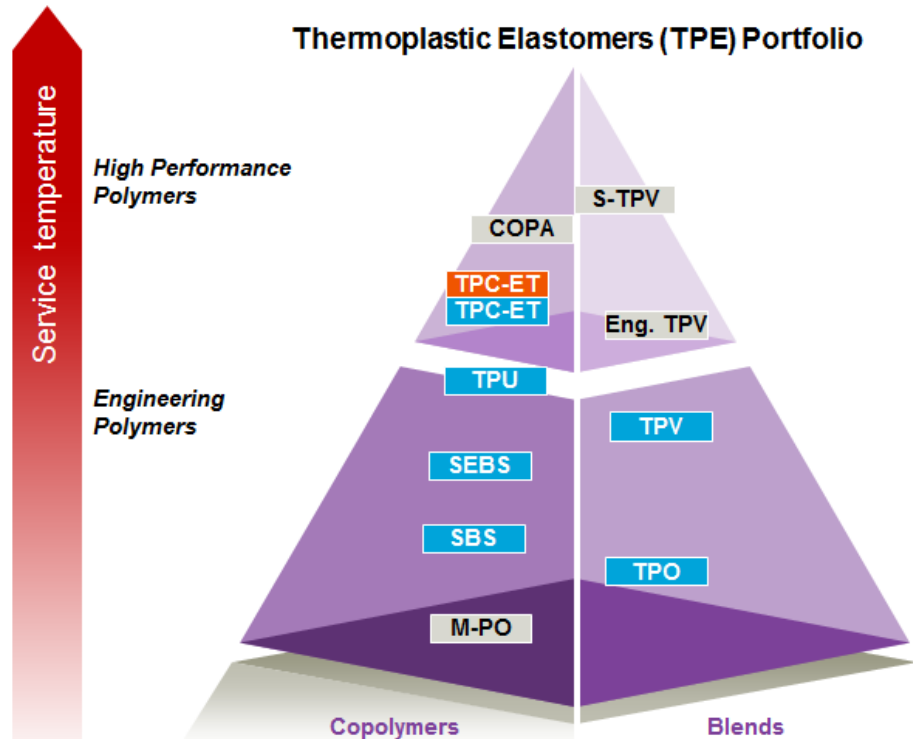 Thermoplastic Elastomers (TPE) Portfolio
Service temperature
High Performance
Polymers
S-TPV
COPA
TPC-ET
TPC-ET
Eng. TPV
TPU
Engineering
Polymers
TPV
SEBS
SBS
TPO
M-PO
Copolymers
Blends